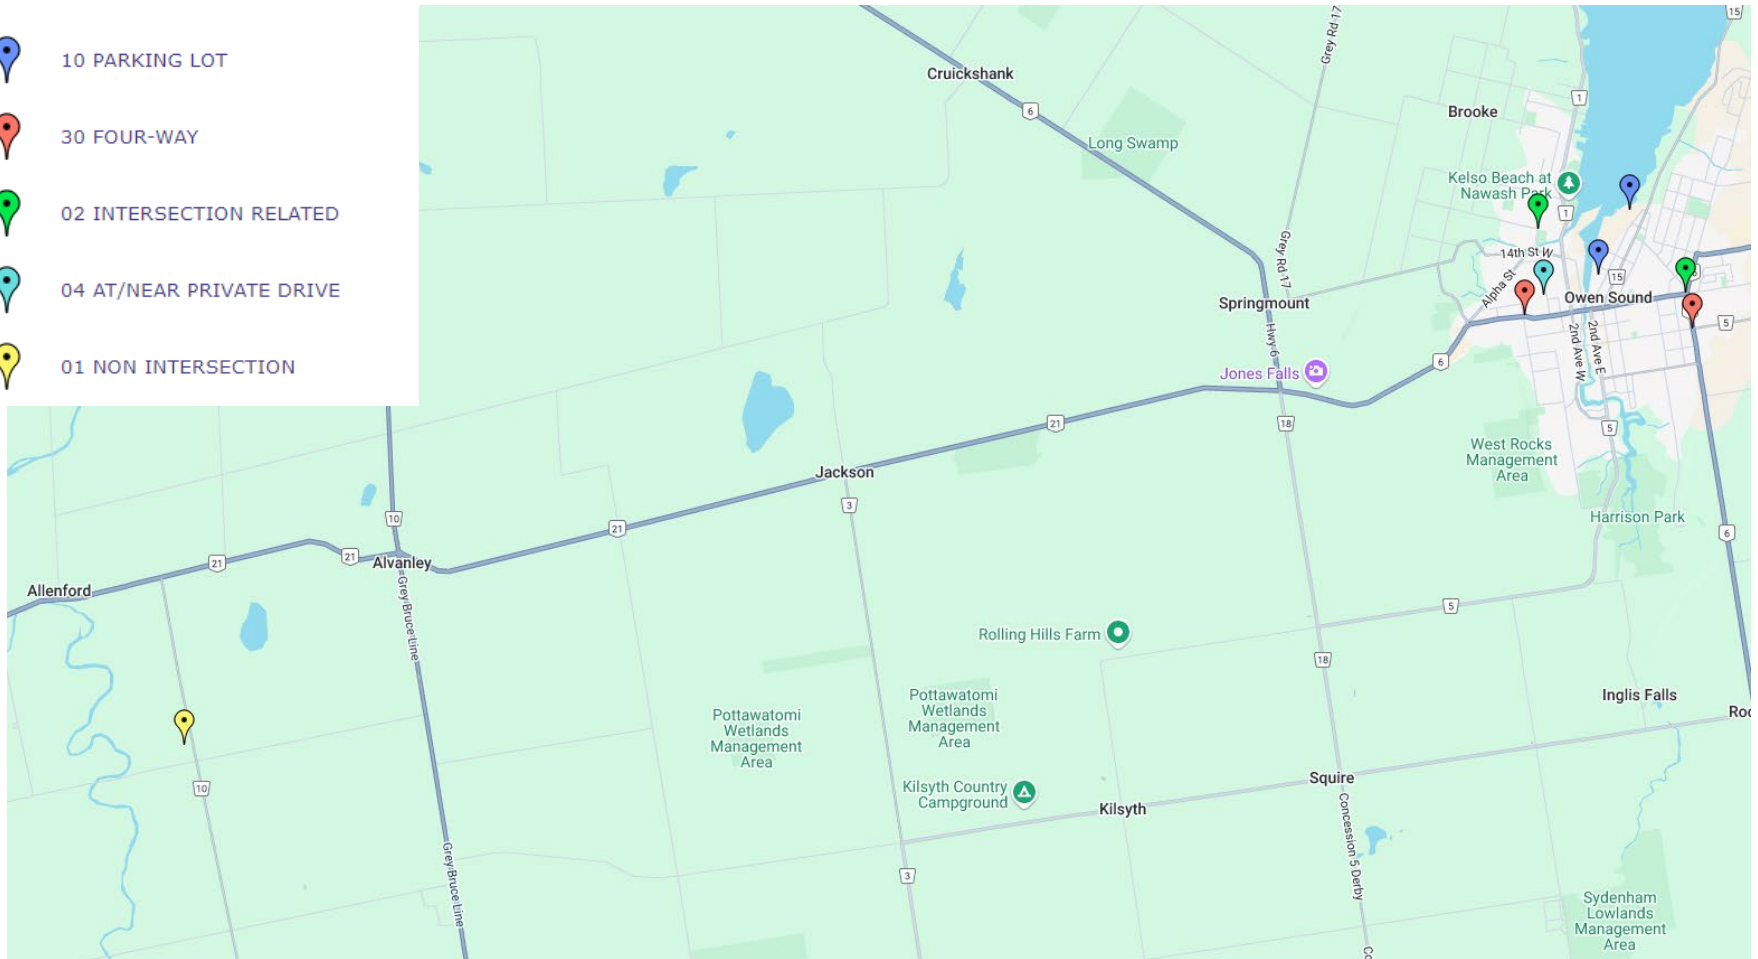 10 PARKING LOT
30 FOUR-WAY
02 INTERSECTION RELATED
04 AT/NEAR PRIVATE DRIVE
01 NON INTERSECTION
15
Grey Rd 17
Cruickshank
6
1
Brooke
Long Swamp
Kelso Beach at
Nawash Park
1
Grey Rd 17
14th St W
15
Alpha St
Owen Sound
Springmount
5
Hwy 6
2nd Ave W
2nd Ave E
6
Jones Falls
21
18
5
West Rocks
Management
Area
Jackson
3
10
21
Harrison Park
6
21
21
Alvanley
Allenford
Grey Bruce Line
5
Rolling Hills Farm
18
Pottawatomi
Wetlands
Management
Area
Inglis Falls
Roc
Pottawatomi
Wetlands
Management
Area
10
Squire
Kilsyth Country
Campground
Kilsyth
Concession 5 Derby
Grey Bruce Line
3
Sydenham
Lowlands
Management
Area
Co